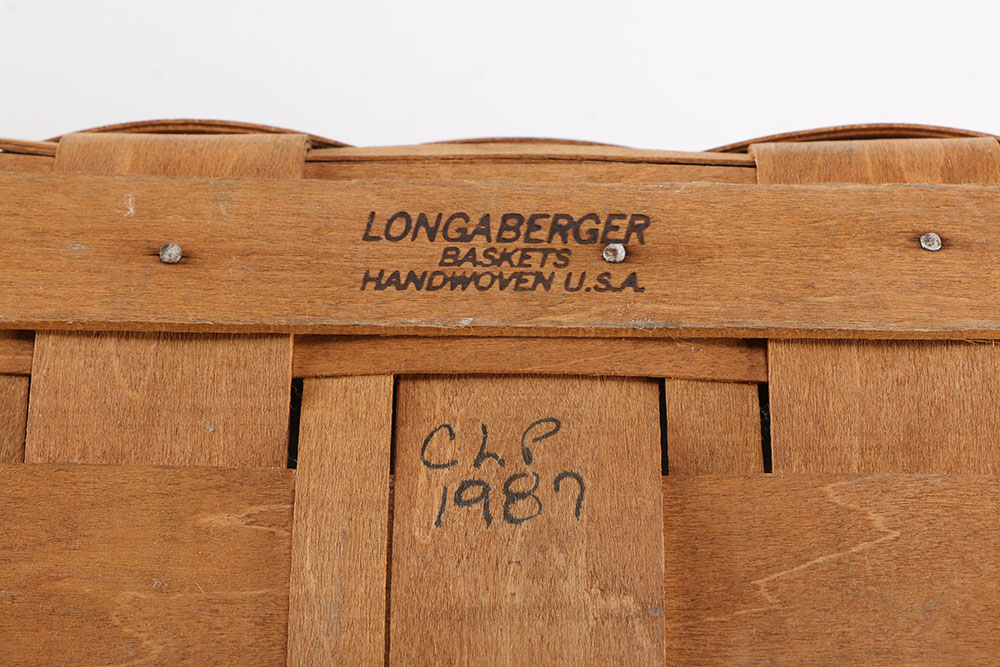 LONGABERGER
BASKETS
HANDWOVEN U.S.A.
CLP
1987